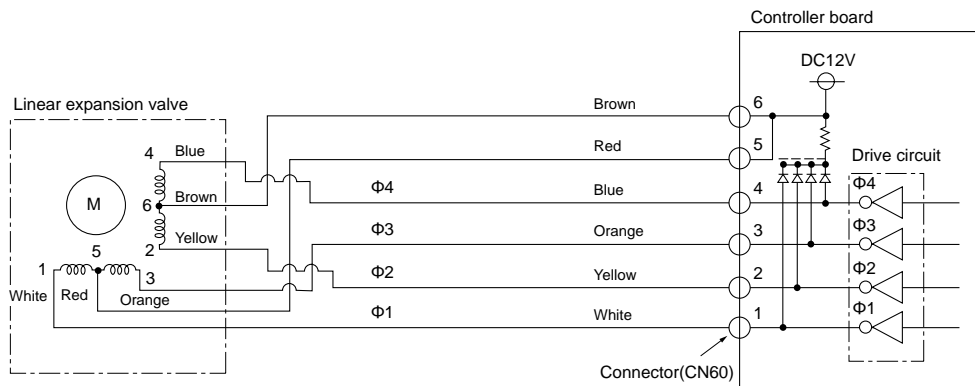 Controller board
DC12V
Linear expansion valve
Brown
6
Red
5
Drive circuit
4
Blue
Φ4
Blue
4
Φ4
M
6
Brown
Φ3
Orange
3
Φ3
Yellow
2
5
Φ2
Yellow
2
Φ2
1
3
White
Red
Orange
Φ1
White
1
Φ1
Connector(CN60)